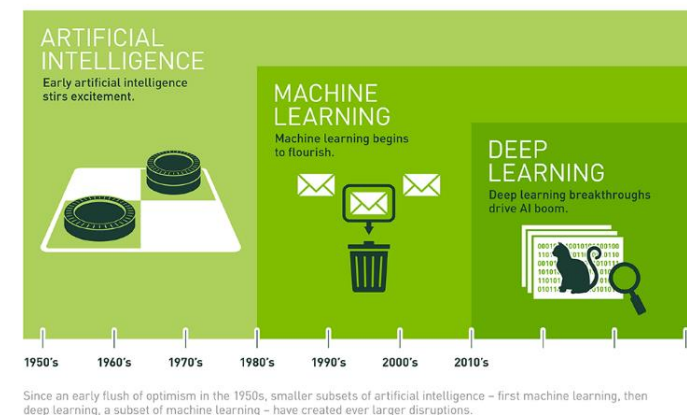 ARTIFICIAL
INTELLIGENCE
Early artificial intelligence
stirs excitement.
MACHINE
LEARNING
Machine learning begins
to flourish.
DEEP
LEARNING
Deep learning breakthroughs
drive AI boom.
1950's 1960's 1970's 1980's 1990's 2000's 2010's
Since an early flush of optimism in the 1950s, smaller subsets of artificial intelligence – first machine learning, then
deep learning, a subset of machine learning – have created ever larger disruptions.